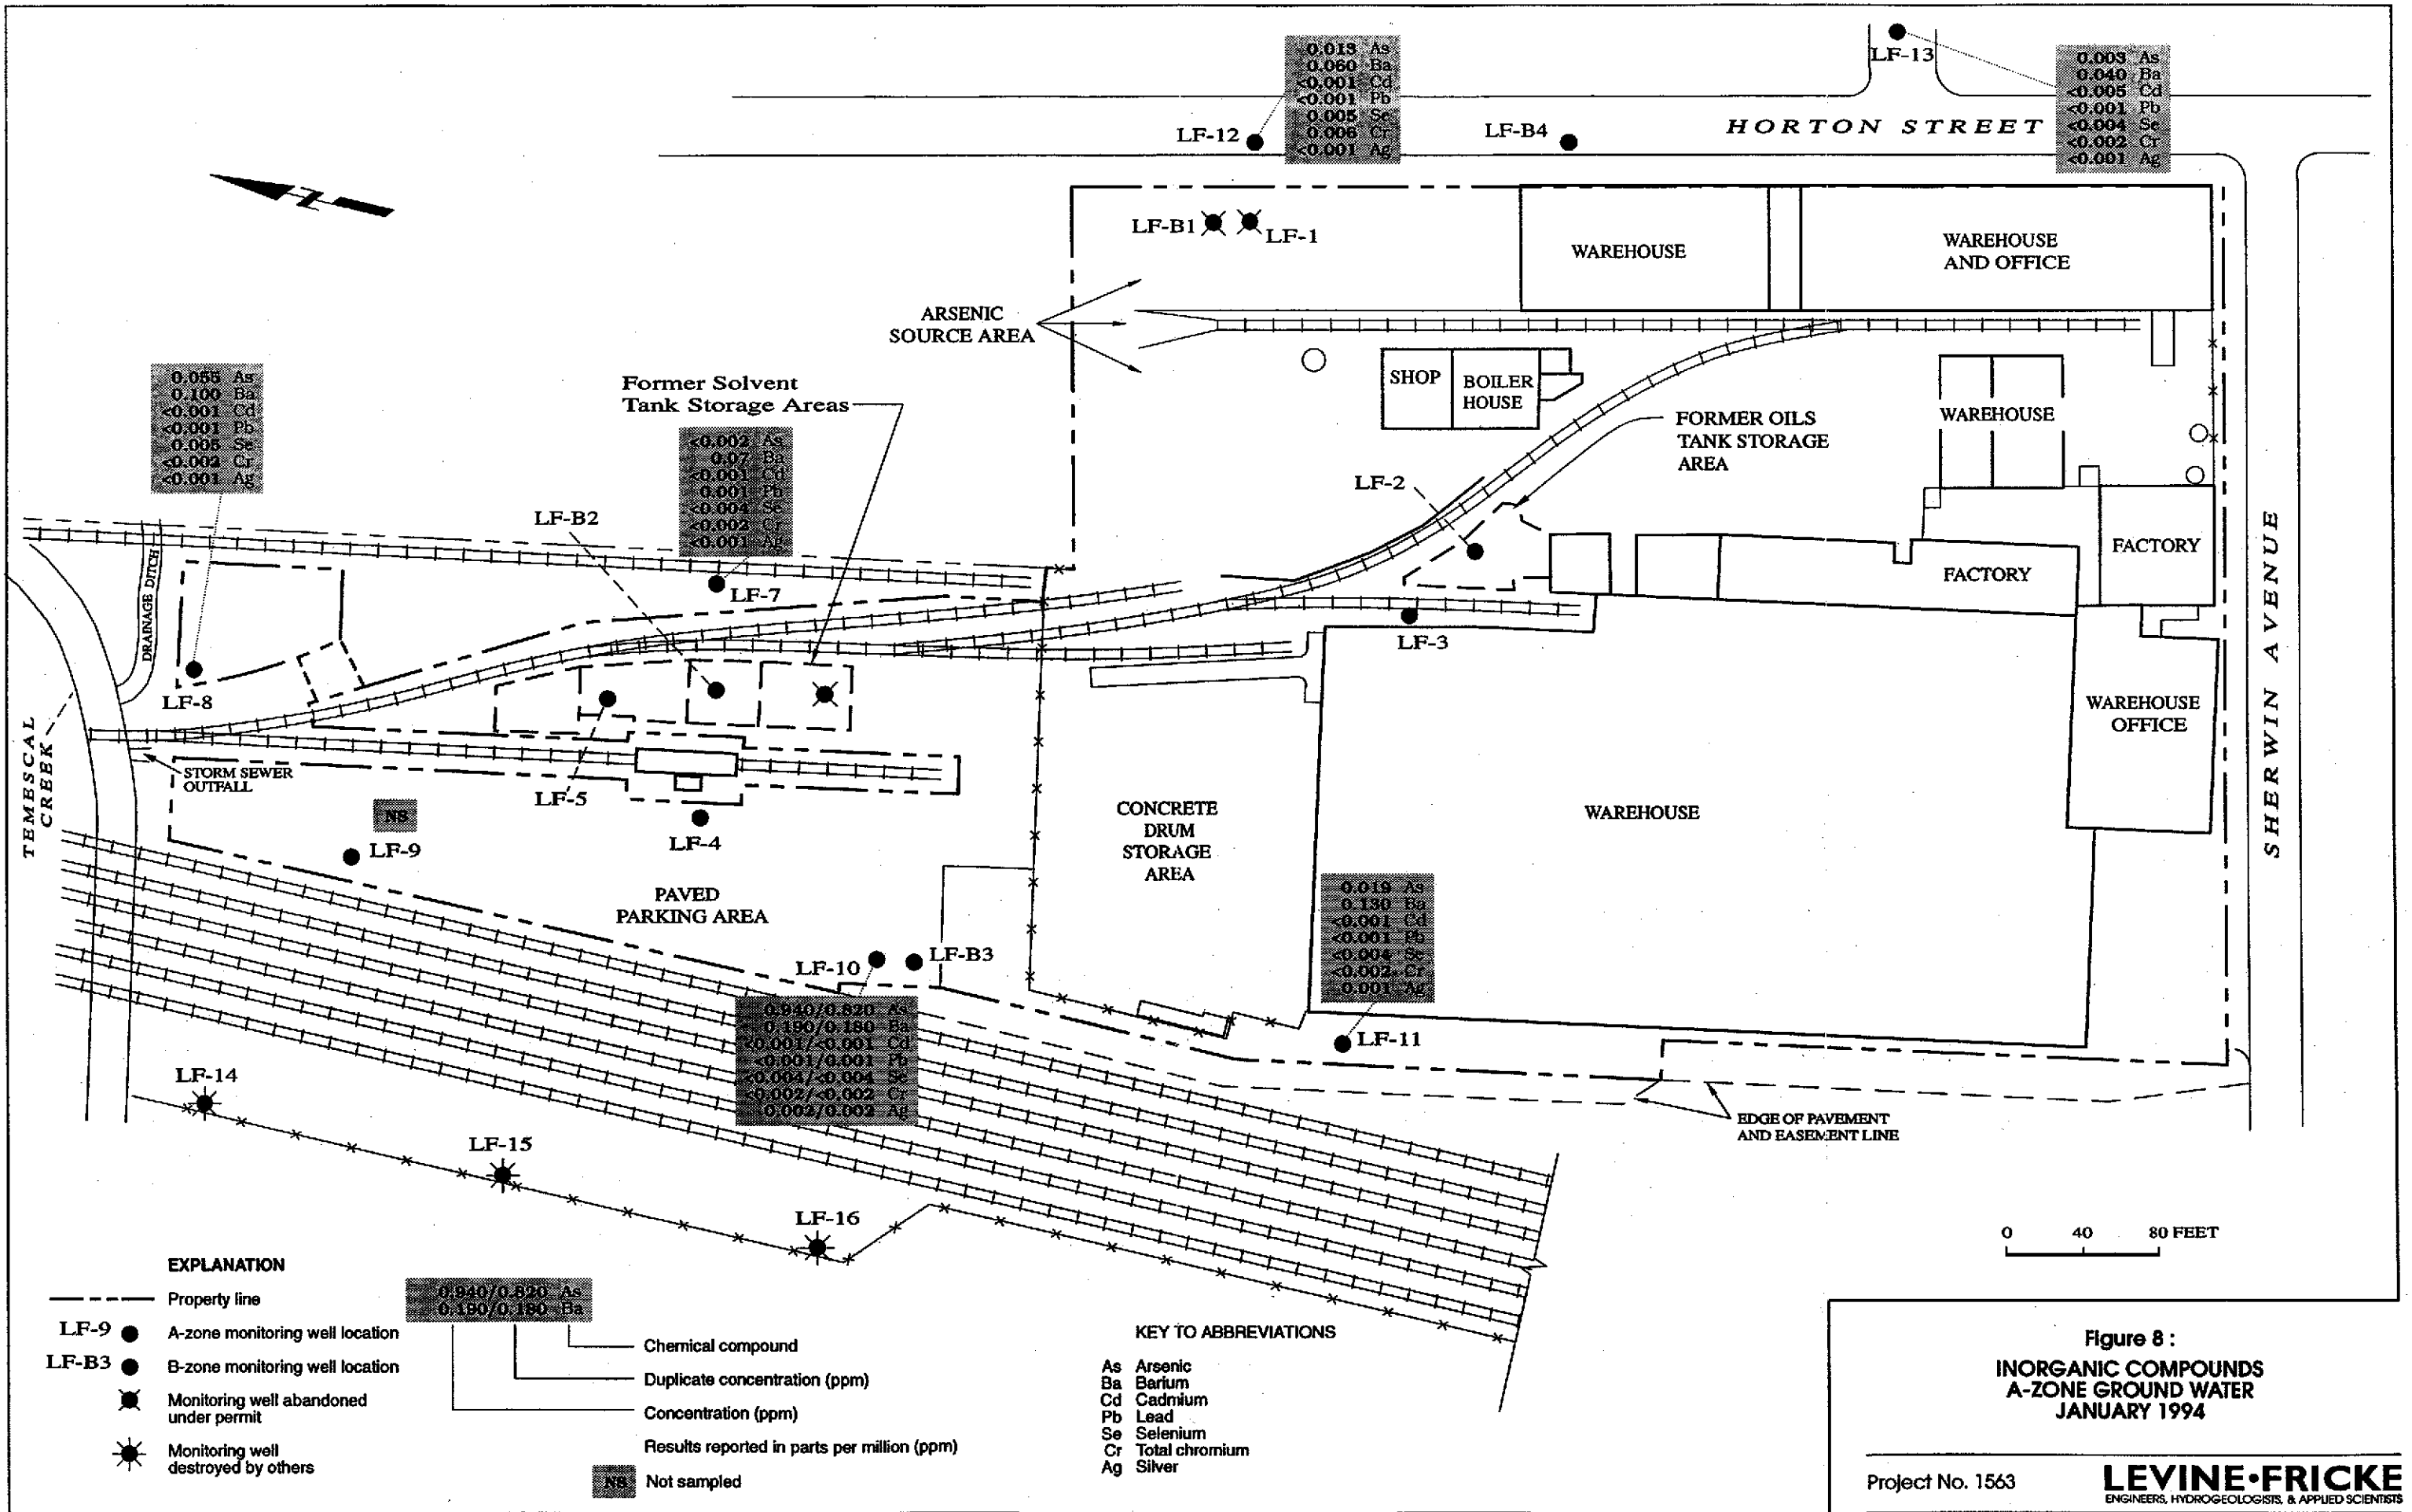 LF-13
0.003 As
0.040 Ba
<0.005 Cd
<0.001 Pb
<0.004 Se
<0.002 Cr
<0.001 Ag
0.013 As
0.060 Ba
<0.001 Cd
<0.001 Pb
0.005 Se
0.006 Cr
<0.001 Ag
LF-12
LF-B4
HORTON STREET
Z
LF-B1
LF-1
WAREHOUSE
WAREHOUSE
AND OFFICE
ARSENIC
SOURCE AREA
SHOP
BOILER
HOUSE
FORMER OILS
TANK STORAGE
AREA
WAREHOUSE
0.055 As
0.100 Ba
<0.001 Cd
<0.001 Pb
0.005 Se
<0.002 Cr
<0.001 Ag
Former Solvent
Tank Storage Areas
<0.002 As
0.07 Ba
<0.001 Cd
0.001 Pb
<0.004 Se
<0.002 Cr
<0.001 Ag
LF-2
LF-B2
LF-7
LF-3
FACTORY
FACTORY
SHERWIN AVENUE
DRAINAGE DITCH
LF-8
TEMESCAL
CREEK
STORM SEWER
OUTFALL
WAREHOUSE
OFFICE
LF-5
LF-4
NS
LF-9
CONCRETE
DRUM
STORAGE
AREA
WAREHOUSE
PAVED
PARKING AREA
LF-10
LF-B3
0.019 As
0.130 Ba
<0.001 Cd
<0.001 Pb
<0.004 Se
<0.002 Cr
0.001 Ag
LF-11
0.940/0.820 As
0.190/0.180 Ba
<0.001/<0.001 Cd
<0.001/0.001 Pb
<0.004/<0.004 Se
<0.002/<0.002 Cr
0.002/0.002 Ag
LF-14
LF-15
LF-16
EDGE OF PAVEMENT
AND EASEMENT LINE
0 40 80 FEET
EXPLANATION
Property line
LF-9 A-zone monitoring well location
LF-B3 B-zone monitoring well location
Monitoring well abandoned
under permit
Monitoring well
destroyed by others
0.940/0.820 As
0.190/0.180 Ba
Chemical compound
Duplicate concentration (ppm)
Concentration (ppm)
Results reported in parts per million (ppm)
NS Not sampled
KEY TO ABBREVIATIONS
As Arsenic
Ba Barium
Cd Cadmium
Pb Lead
Se Selenium
Cr Total chromium
Ag Silver
Figure 8 :
INORGANIC COMPOUNDS
A-ZONE GROUND WATER
JANUARY 1994
Project No. 1563
LEVINE•FRICKE
ENGINEERS, HYDROGEOLOGISTS, & APPLIED SCIENTISTS